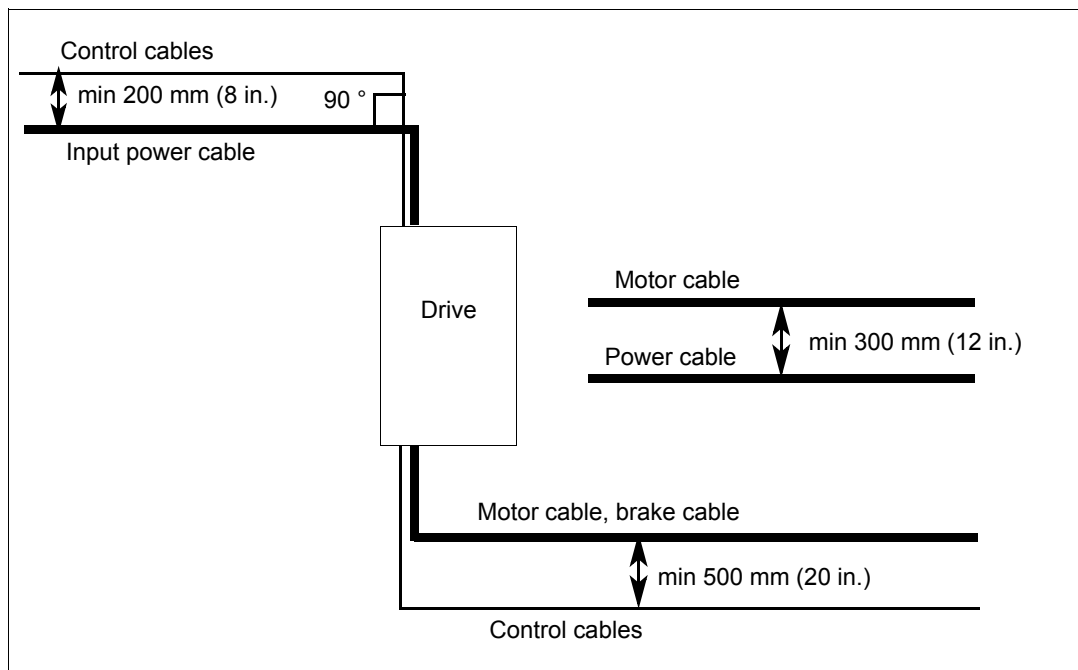 Control cables
min 200 mm (8 in.)
90 °
Input power cable
Drive
Motor cable
min 300 mm (12 in.)
Power cable
Motor cable, brake cable
min 500 mm (20 in.)
Control cables